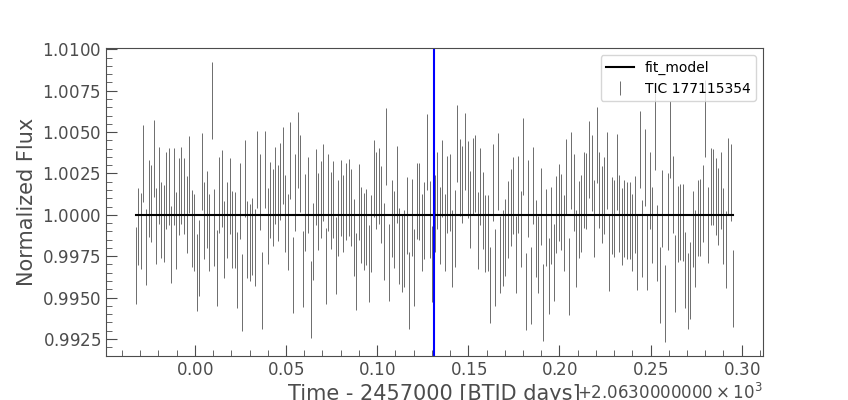 1.0100
1.0075
1.0050
1.0025
1.0000
0.9975
0.9950
0.9925
Normalized Flux
fit_model
TIC 177115354
0.00 0.05 0.10 0.15 0.20 0.25 0.30
Time - 2457000 [BTJD days]
+2.0630000000 × 10³